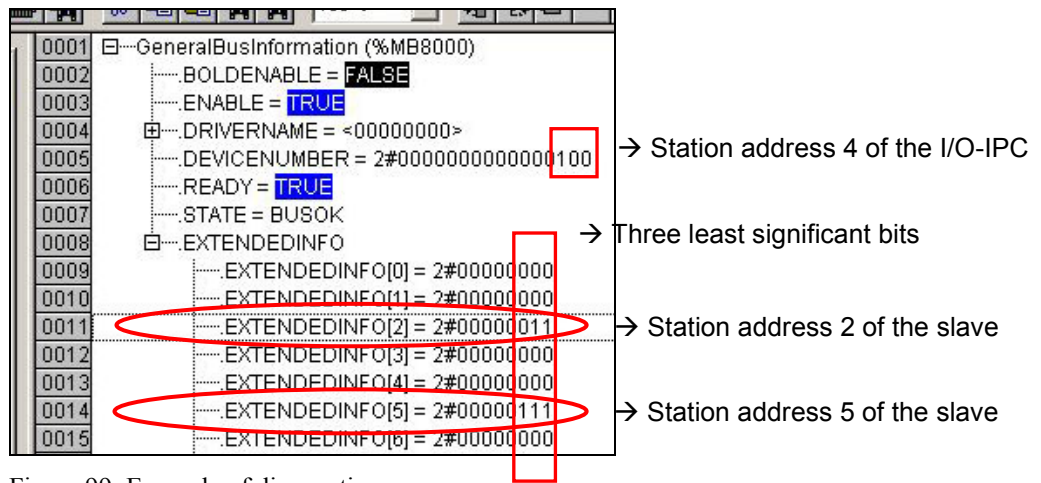 0001 GeneralBusInformation (%MB8000)
0002 .BOLDENABLE = FALSE
0003 .ENABLE = TRUE
0004 .DRIVERNAME = <00000000>
0005 .DEVICENUMBER = 2#0000000000000100 → Station address 4 of the I/O-IPC
0006 .READY = TRUE
0007 .STATE = BUSOK
0008 .EXTENDEDINFO → Three least significant bits
0009 .EXTENDEDINFO[0] = 2#00000000
0010 .EXTENDEDINFO[1] = 2#00000000
0011 .EXTENDEDINFO[2] = 2#00000011 → Station address 2 of the slave
0012 .EXTENDEDINFO[3] = 2#00000000
0013 .EXTENDEDINFO[4] = 2#00000000
0014 .EXTENDEDINFO[5] = 2#00000111 → Station address 5 of the slave
0015 .EXTENDEDINFO[6] = 2#00000000
Figure 99: Example of